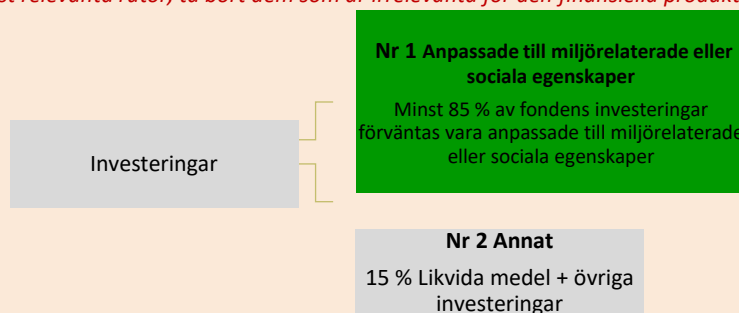 relevanta rutor, ta bort dem som är irrelevanta för den finansiella
Nr 1 Anpassade till miljörelaterade eller
sociala egenskaper
Minst 85 % av fondens investeringar
förväntas vara anpassade till miljörelaterade
eller sociala egenskaper
Investeringar
Nr 2 Annat
15 % Likvida medel + övriga
investeringar